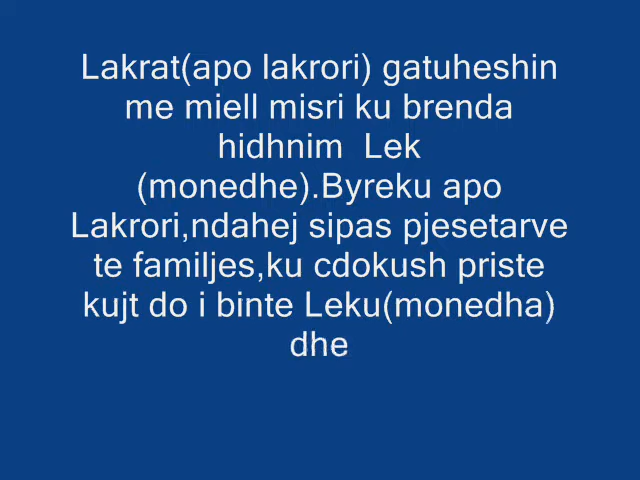 Lakrat(apo lakrori) gatuheshin
me miell misri ku brenda
hidhnim  Lek
(monedhe).Byreku apo
Lakrori,ndahej sipas pjesetarve
te familjes,ku cdokush priste
kujt do i binte Leku(monedha)
dhe